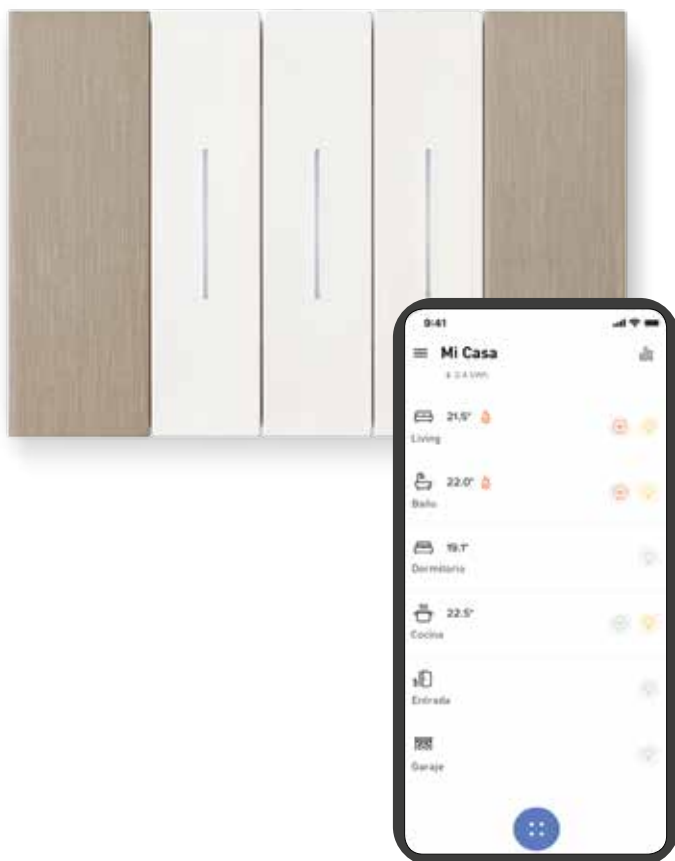 9:41
Mi Casa
21.5°
Living
22.0°
Baño
19.1°
Dormitorio
22.5°
Cocina
Entrada
Garaje